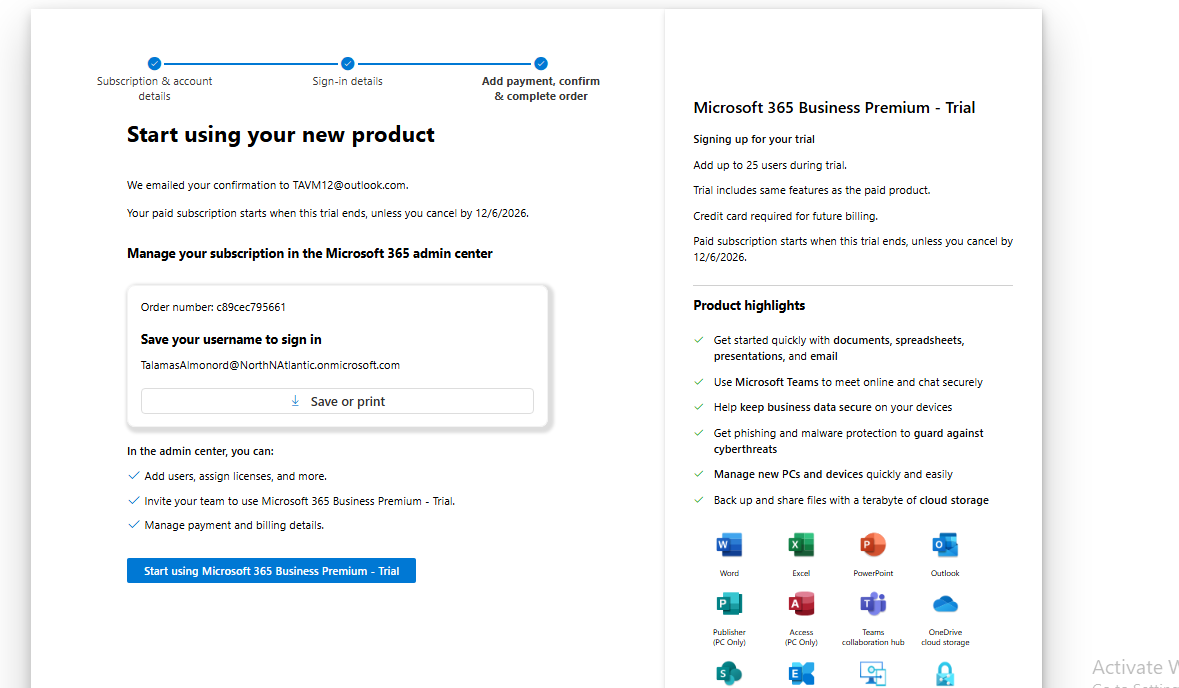 Subscription & account
details
Sign-in details
Add payment, confirm
& complete order
Start using your new product
We emailed your confirmation to TAVM12@outlook.com.
Your paid subscription starts when this trial ends, unless you cancel by 12/6/2026.
Manage your subscription in the Microsoft 365 admin center
Order number: c89cec795661
Save your username to sign in
TalamasAlmonord@NorthNAtlantic.onmicrosoft.com
Save or print
In the admin center, you can:
Add users, assign licenses, and more.
Invite your team to use Microsoft 365 Business Premium - Trial.
Manage payment and billing details.
Start using Microsoft 365 Business Premium - Trial
Microsoft 365 Business Premium - Trial
Signing up for your trial
Add up to 25 users during trial.
Trial includes same features as the paid product.
Credit card required for future billing.
Paid subscription starts when this trial ends, unless you cancel by
12/6/2026.
Product highlights
Get started quickly with documents, spreadsheets,
presentations, and email
Use Microsoft Teams to meet online and chat securely
Help keep business data secure on your devices
Get phishing and malware protection to guard against
cyberthreats
Manage new PCs and devices quickly and easily
Back up and share files with a terabyte of cloud storage
Word
Excel
PowerPoint
Outlook
Publisher
(PC Only)
Access
(PC Only)
Teams
collaboration hub
OneDrive
cloud storage
Activate W